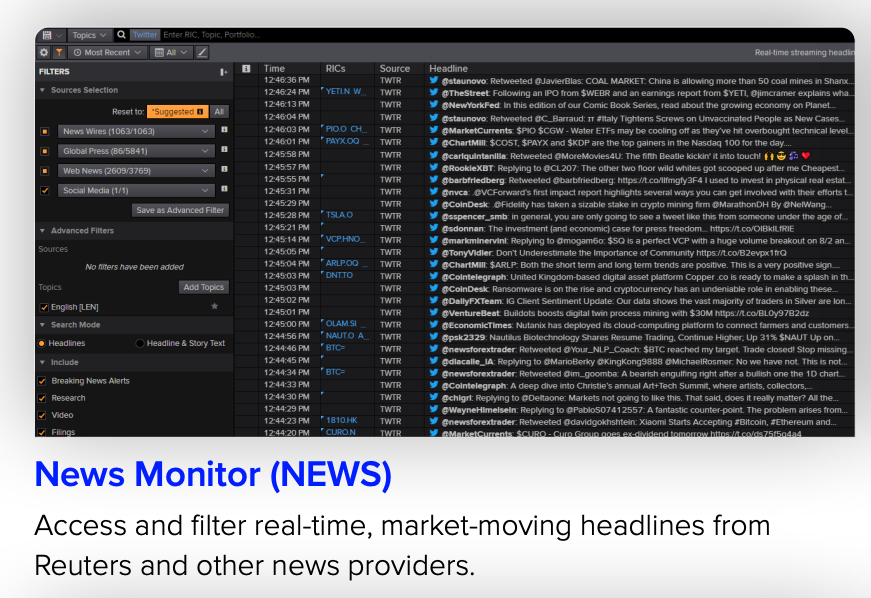 Topics Twitter Enter RIC, Topic, Portfolio...
Most Recent All Real-time streaming headlin
FILTERS
Sources Selection
Reset to: *Suggested All
News Wires (1063/1063)
Global Press (86/5841)
Web News (2609/3769)
Social Media (1/1)
Save as Advanced Filter
Advanced Filters
Sources
No filters have been added
Topics Add Topics
English [LEN]
Search Mode
Headlines Headline & Story Text
Include
Breaking News Alerts
Research
Video
Filings
Time RICs Source Headline
12:46:36 PM TWTR @staunovo: Retweeted @JavierBlas: COAL MARKET: China is allowing more than 50 coal mines in Shanx...
12:46:24 PM YETI.N W_ TWTR @TheStreet: Following an IPO from $WEBR and an earnings report from $YETI, @jimcramer explains wha...
12:46:13 PM TWTR @NewYorkFed: In this edition of our Comic Book Series, read about the growing economy on Planet...
12:46:04 PM TWTR @staunovo: Retweeted @C_Barraud: 🇮🇹 #Italy Tightens Screws on Unvaccinated People as New Cases...
12:46:03 PM PIO.O CH_ TWTR @MarketCurrents: $PIO $CGW - Water ETFs may be cooling off as they've hit overbought technical level...
12:46:01 PM PAYX.OQ _ TWTR @ChartMill: $COST, $PAYX and $KDP are the top gainers in the Nasdaq 100 for the day....
12:45:58 PM TWTR @carlquintanilla: Retweeted @MoreMovies4U: The fifth Beatle kickin' it into touch! 🙌 😎 🎶 ❤️
12:45:57 PM TWTR @RookieXBT: Replying to @CL207: The other two floor wild whiles got scooped up after me Cheapest...
12:45:55 PM TWTR @barbfriedberg: Retweeted @barbfriedberg: I used to invest in physical real estat...
12:45:31 PM TWTR @nvca: .@VCForward's first impact report highlights several ways you can get involved with their efforts t...
12:45:29 PM TWTR @CoinDesk: .@Fidelity has taken a sizable stake in crypto mining firm @MarathonDH By @NelWang...
12:45:28 PM TSLA.O TWTR @sspencer_smb: in general, you are only going to see a tweet like this from someone under the age of...
12:45:21 PM TWTR @sdonnan: The investment (and economic) case for press freedom...
12:45:14 PM VCP.HNO_ TWTR @markminervini: Replying to @mogam6o: $SQ is a perfect VCP with a huge volume breakout on 8/2 an...
12:45:05 PM TWTR @TonyVidler: Don't Underestimate the Importance of Community https://t.co/B2evpx1frQ
12:45:04 PM ARLP.OQ _ TWTR @ChartMill: $ARLP: Both the short term and long term trends are positive. This is a very positive sign....
12:45:03 PM DNT.TO TWTR @Cointelegraph: United Kingdom-based digital asset platform Copper .co is ready to make a splash in th...
12:45:03 PM TWTR @CoinDesk: Ransomware is on the rise and cryptocurrency has an undeniable role in enabling these...
12:45:02 PM TWTR @DailyFXTeam: IG Client Sentiment Update: Our data shows the vast majority of traders in Silver are lon...
12:45:01 PM TWTR @VentureBeat: Buildots boosts digital twin process mining with $30M https://t.co/BL0y97B2dz
12:45:00 PM OLAM.SI _ TWTR @EconomicTimes: Nutanix has deployed its cloud-computing platform to connect farmers and customers...
12:44:56 PM NAUT.O A_ TWTR @psk2329: Nautilus Biotechnology Shares Resume Trading, Continue Higher; Up 31% $NAUT Up on...
12:44:46 PM BTC= TWTR @newsforextrader: Retweeted @Your_NLP_Coach: $BTC reached my target. Trade closed! Stop missing...
12:44:45 PM TWTR @dlacalle_IA: Replying to @MarioBerky @KingKong9888 @MichaelRosmer: No we have not. This is not...
12:44:34 PM BTC= TWTR @newsforextrader: Retweeted @im_goomba: A bearish engulfing right after a bullish one the 1D chart...
12:44:33 PM TWTR @Cointelegraph: A deep dive into Christie's annual Art+Tech Summit, where artists, collectors,...
12:44:30 PM TWTR @chigrl: Replying to @Deltaone: Markets not going to like this. That said, does it really matter? All the...
12:44:29 PM TWTR @WayneHimelsein: Replying to @PabloS07412557: A fantastic counter-point. The problem arises from...
12:44:23 PM 1810.HK TWTR @newsforextrader: Retweeted @davidgokhshtein: Xiaomi Starts Accepting #Bitcoin, #Ethereum and...
12:44:20 PM CURO.N TWTR @MarketCurrents: $CURO - Curo Group goes ex-dividend tomorrow https://t.co/ds75f5q4a4
News Monitor (NEWS)
Access and filter real-time, market-moving headlines from
Reuters and other news providers.